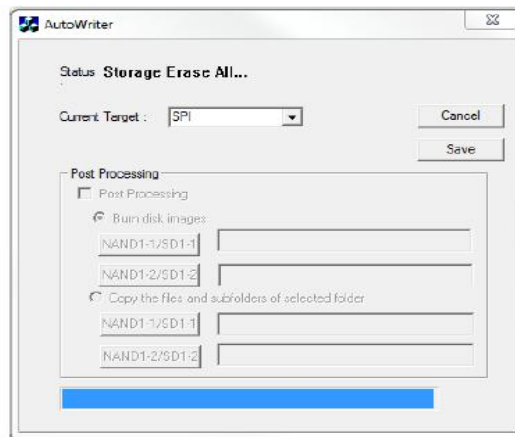 AutoWriter
Status Storage Erase All...
Current Target : SPI
Cancel
Save
Post Processing
Post Processing
Burn disk images
NAND1-1/SD1-1
NAND1-2/SD1-2
Copy the files and subfolders of selected folder
NAND1-1/SD1-1
NAND1-2/SD1-2